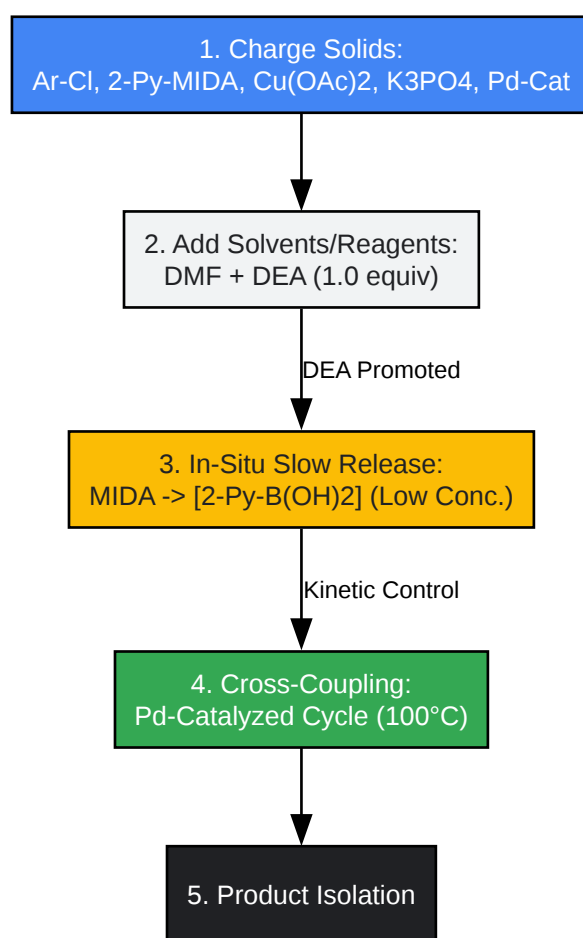 1. Charge Solids:
Ar-Cl, 2-Py-MIDA, Cu(OAc)2, K3PO4, Pd-Cat
2. Add Solvents/Reagents:
DMF + DEA (1.0 equiv)
DEA Promoted
3. In-Situ Slow Release:
MIDA -> [2-Py-B(OH)2] (Low Conc.)
Kinetic Control
4. Cross-Coupling:
Pd-Catalyzed Cycle (100°C)
5. Product Isolation